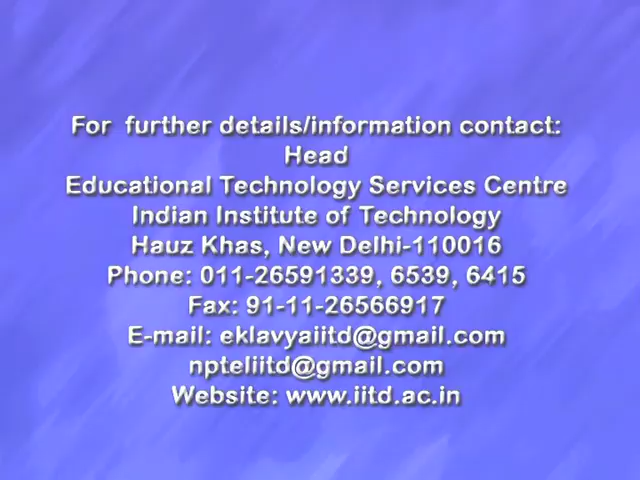 For further details/information contact:
Head
Educational Technology Services Centre
Indian Institute of Technology
Hauz Khas, New Delhi-110016
Phone: 011-26591339, 6539, 6415
Fax: 91-11-26566917
E-mail: eklavyaiitd@gmail.com
npteliitd@gmail.com
Website: www.iitd.ac.in